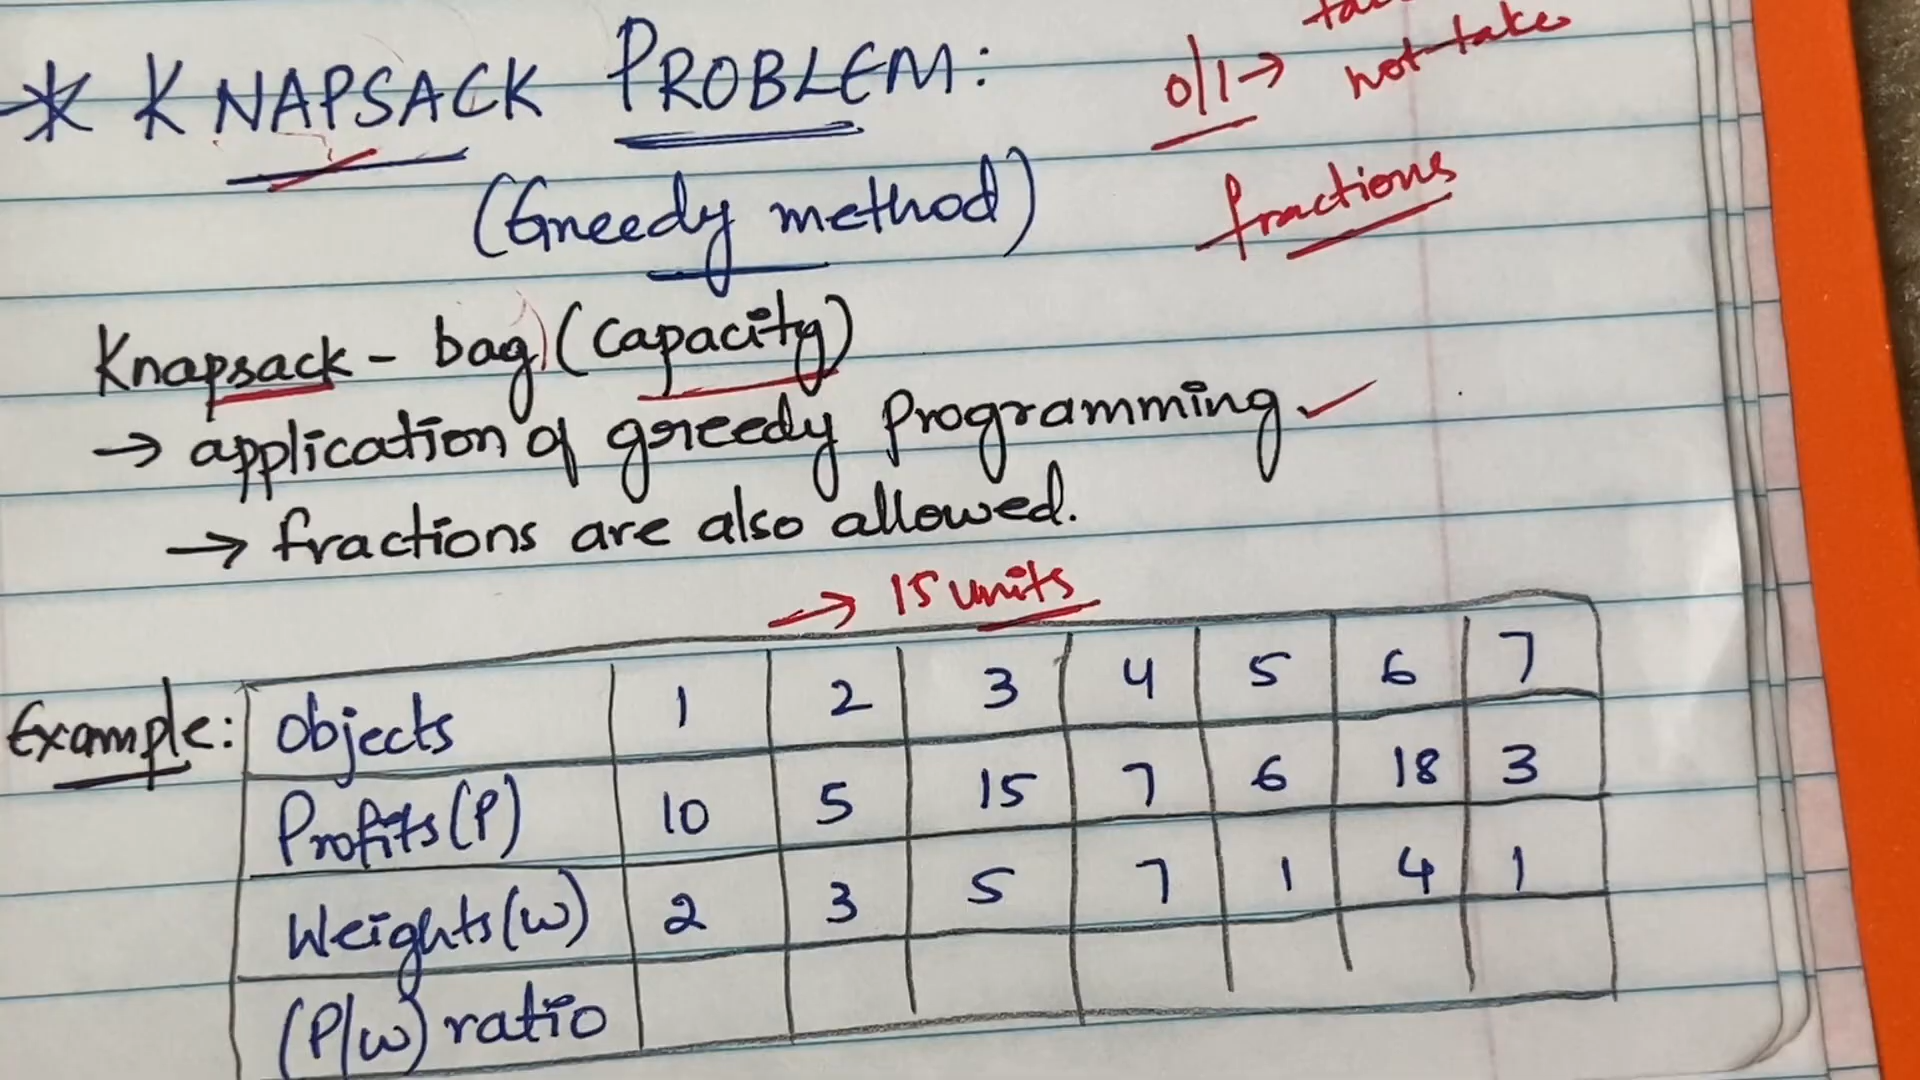 * KNAPSACK PROBLEM:
0/1 → 
not take
(Greedy method)
fractions
Knapsack - bag (capacity)
→ application of greedy programming ✓
→ fractions are also allowed.
→ 15 units
Example: Objects 1 2 3 4 5 6 7
Profits(P) 10 5 15 7 6 18 3
Weights(w) 2 3 5 7 1 4 1
(P/w) ratio